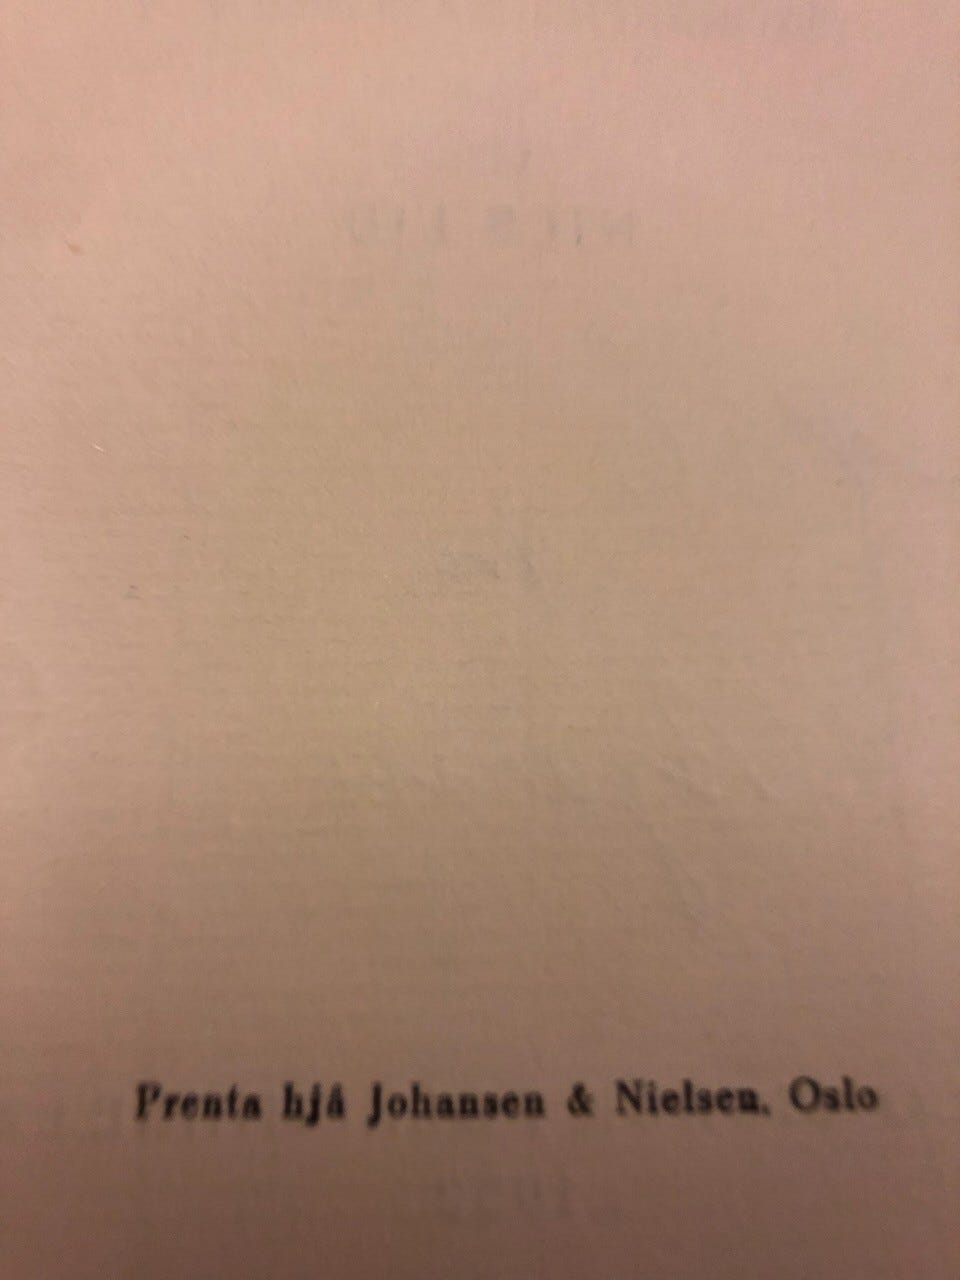 Prenta hjå Johansen & Nielsen, Oslo